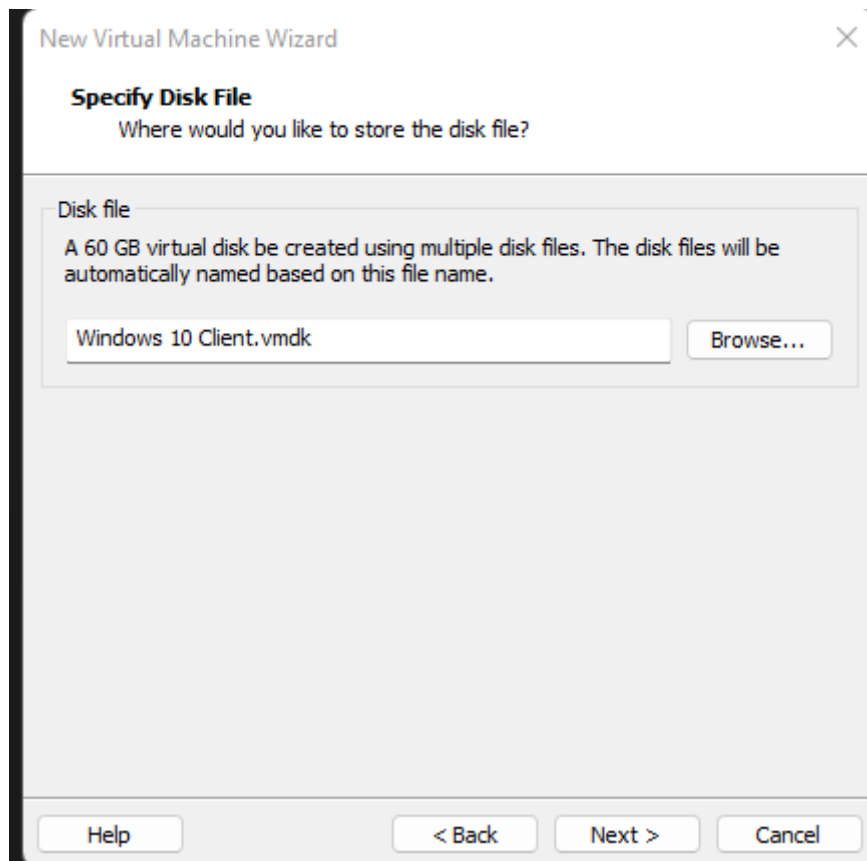 New Virtual Machine Wizard
Specify Disk File
Where would you like to store the disk file?
Disk file
A 60 GB virtual disk be created using multiple disk files. The disk files will be
automatically named based on this file name.
Windows 10 Client.vmdk
Browse...
Help
< Back
Next >
Cancel